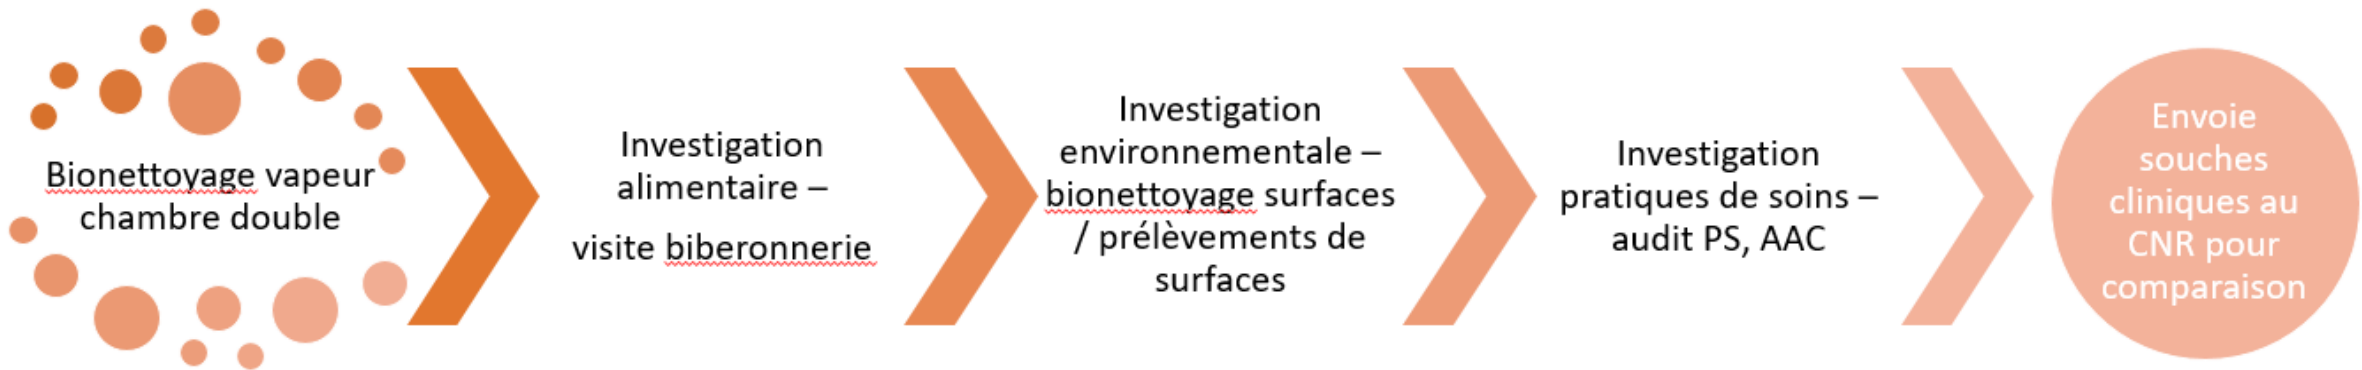 Bionettoyage vapeur
chambre double
Investigation
alimentaire –
visite biberonnerie
Investigation
environnementale –
bionettoyage surfaces
/ prélèvements de
surfaces
Investigation
pratiques de soins –
audit PS, AAC
Envoie
souches
cliniques au
CNR pour
comparaison